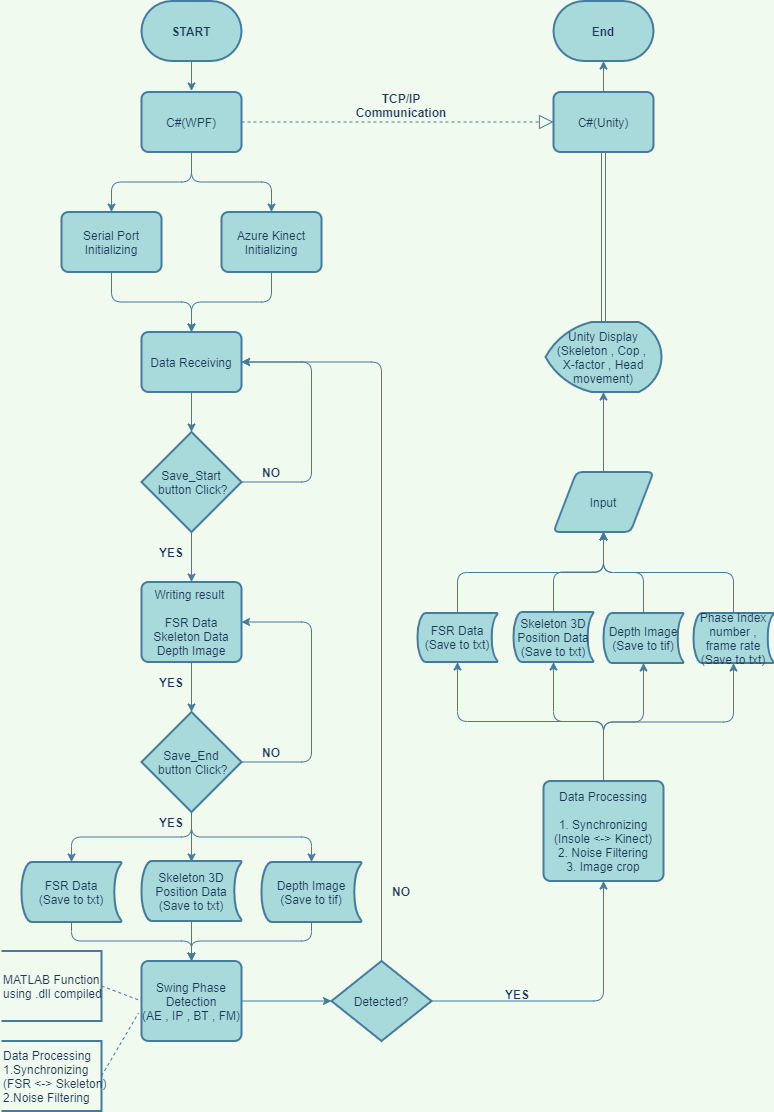 START
End
C#(WPF)
TCP/IP
Communication
C#(Unity)
Serial Port
Initializing
Azure Kinect
Initializing
Data Receiving
Unity Display
(Skeleton , Cop ,
X-factor , Head
movement)
Save_Start
button Click?
NO
YES
Input
Writing result
FSR Data
Skeleton Data
Depth Image
YES
FSR Data
(Save to txt)
Skeleton 3D
Position Data
(Save to txt)
Depth Image
(Save to tif)
Phase Index
number ,
frame rate
(Save to txt)
Save_End
button Click?
NO
YES
Data Processing
1. Synchronizing
(Insole <-> Kinect)
2. Noise Filtering
3. Image crop
FSR Data
(Save to txt)
Skeleton 3D
Position Data
(Save to txt)
Depth Image
(Save to tif)
NO
MATLAB Function
using .dll compiled
Swing Phase
Detection
(AE , IP , BT , FM)
Detected?
YES
Data Processing
1.Synchronizing
(FSR <-> Skeleton)
2.Noise Filtering